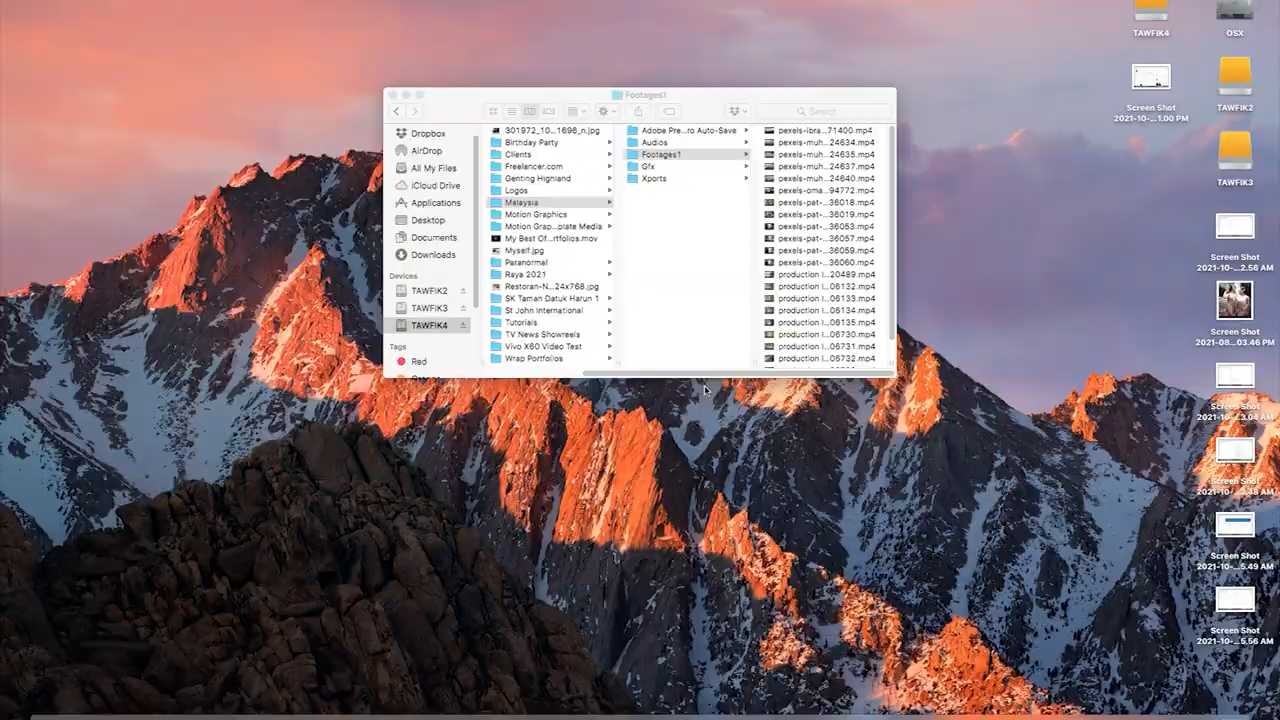 Footages1
Search
Dropbox
AirDrop
All My Files
iCloud Drive
Applications
Desktop
Documents
Downloads
Devices
TAWFIK2
TAWFIK3
TAWFIK4
Tags
Red
301972_10...1696_n.jpg
Birthday Party
Clients
Freelancer.com
Genting Highland
Logos
Malaysia
Motion Graphics
Motion Grap...plate Media
My Best Of...rtfolios.mov
Myself.jpg
Paranormal
Raya 2021
Restoran-N...24x768.jpg
SK Taman Datuk Harun 1
St John International
Tutorials
TV News Showreels
Vivo X60 Video Test
Wrap Portfolios
Adobe Pre...ro Auto-Save
Audios
Footages1
Gfx
Xports
pexels-ibra...71400.mp4
pexels-muh...24634.mp4
pexels-muh...24635.mp4
pexels-muh...24637.mp4
pexels-muh...24640.mp4
pexels-oma...94772.mp4
pexels-pat-...36018.mp4
pexels-pat-...36019.mp4
pexels-pat-...36053.mp4
pexels-pat-...36057.mp4
pexels-pat-...36059.mp4
pexels-pat-...36060.mp4
production I...20489.mp4
production I...06132.mp4
production I...06133.mp4
production I...06134.mp4
production I...06135.mp4
production I...06730.mp4
production I...06731.mp4
production I...06732.mp4
TAWFIK4
OSX
Screen Shot
2021-10-...1.00 PM
TAWFIK2
TAWFIK3
Screen Shot
2021-10-...2.56 AM
Screen Shot
2021-08...03.46 PM
Screen Shot
2021-10-...3.04 AM
Screen Shot
2021-10-...3.48 AM
Screen Shot
2021-10-...5.49 AM
Screen Shot
2021-10-...5.56 AM